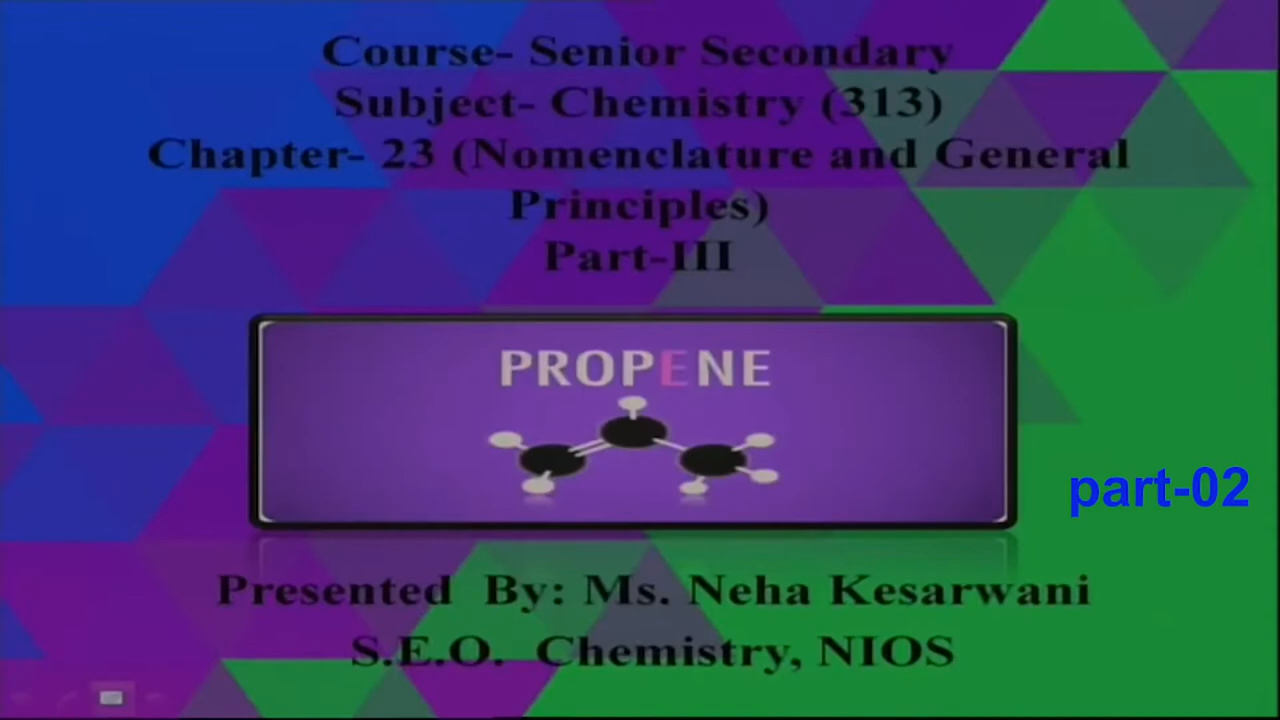 Course- Senior Secondary
Subject- Chemistry (313)
Chapter- 23 (Nomenclature and General
Principles)
Part-III
PROPENE
part-02
Presented By: Ms. Neha Kesarwani
S.E.O. Chemistry, NIOS